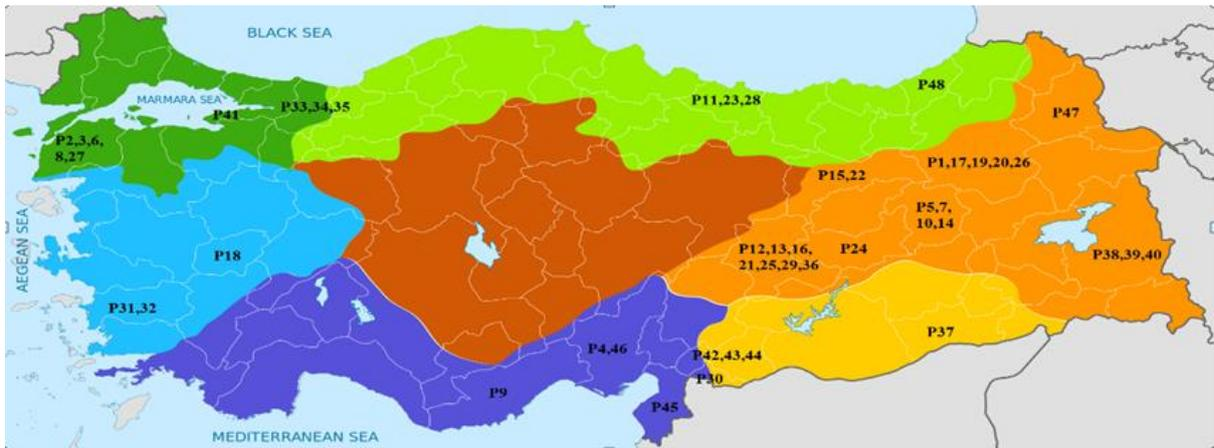 BLACK SEA
MARMARA SEA
P41
P33,34,35
P11,23,28
P48
P47
P2,3,6,
8,27
P1,17,19,20,26
P15,22
P5,7,
10,14
AEGEAN SEA
P18
P12,13,16,
21,25,29,36
P24
P38,39,40
P31,32
P37
P4,46
P42,43,44
P30
P9
P45
MEDITERRANEAN SEA